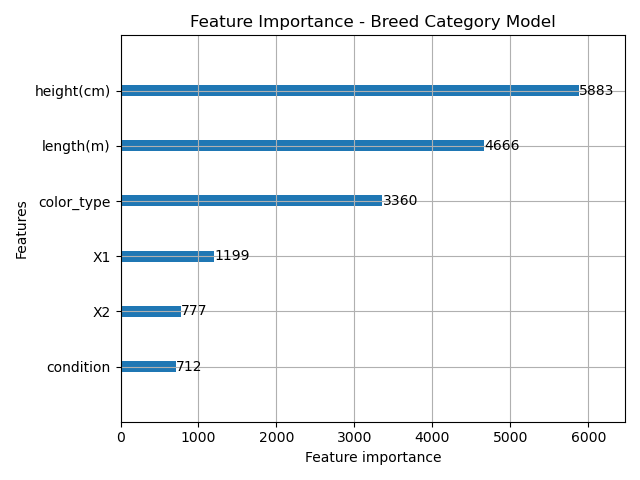 Feature Importance - Breed Category Model
height(cm)
5883
length(m)
4666
color_type
3360
X1
1199
X2
777
condition
712
Features
0 1000 2000 3000 4000 5000 6000
Feature importance